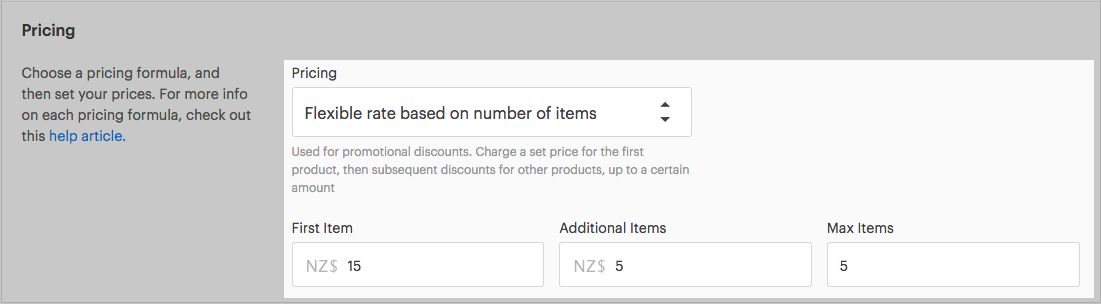 Pricing
Choose a pricing formula, and
then set your prices. For more info
on each pricing formula, check out
this help article.
Pricing
Flexible rate based on number of items
Used for promotional discounts. Charge a set price for the first
product, then subsequent discounts for other products, up to a certain
amount
First Item
NZ$ 15
Additional Items
NZ$ 5
Max Items
5